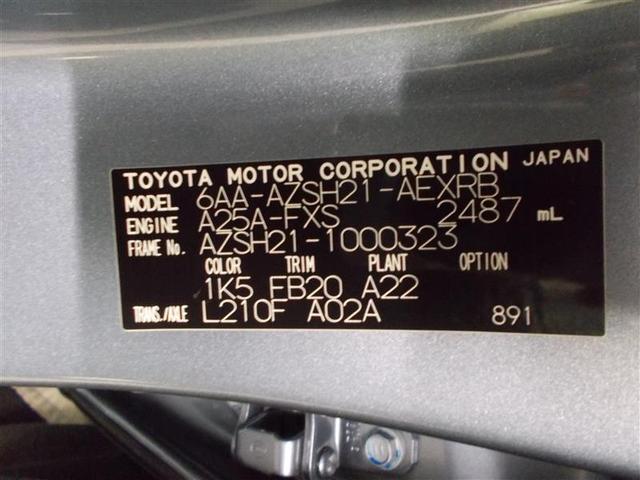 TOYOTA MOTOR CORPORATION JAPAN
MODEL 6AA-AZSH21-AEXRB
ENGINE A25A-FXS 2487 mL
FRAME No. AZSH21-1000323
COLOR TRIM PLANT OPTION
1K5 FB20 A22
TRANS./AXLE L210F A02A 891